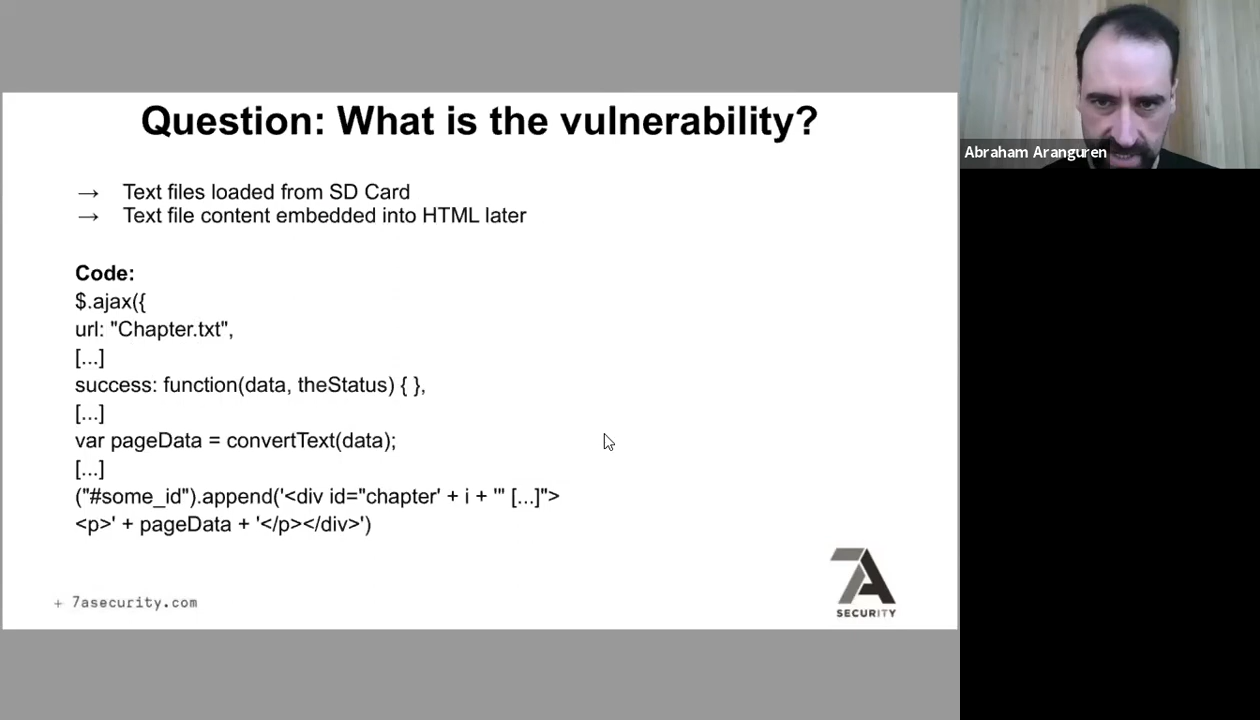 Question: What is the vulnerability?
→ Text files loaded from SD Card
→ Text file content embedded into HTML later
Code:
$.ajax({
url: "Chapter.txt",
[...]
success: function(data, theStatus) { },
[...]
var pageData = convertText(data);
[...]
("#some_id").append('<div id="chapter' + i + '" [...]">
<p>' + pageData + '</p></div>')
+ 7asecurity.com
7A
SECURITY
Abraham Aranguren